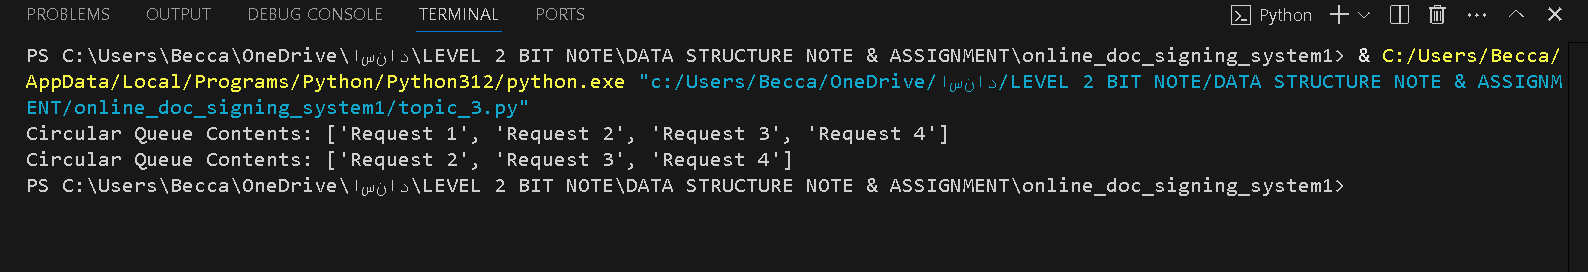 PROBLEMS OUTPUT DEBUG CONSOLE TERMINAL PORTS Python
PS C:\Users\Becca\OneDrive\اسناد\LEVEL 2 BIT NOTE\DATA STRUCTURE NOTE & ASSIGNMENT\online_doc_signing_system1> & C:/Users/Becca/
AppData/Local/Programs/Python/Python312/python.exe "c:/Users/Becca/OneDrive/اسناد/LEVEL 2 BIT NOTE/DATA STRUCTURE NOTE & ASSIGNM
ENT/online_doc_signing_system1/topic_3.py"
Circular Queue Contents: ['Request 1', 'Request 2', 'Request 3', 'Request 4']
Circular Queue Contents: ['Request 2', 'Request 3', 'Request 4']
PS C:\Users\Becca\OneDrive\اسناد\LEVEL 2 BIT NOTE\DATA STRUCTURE NOTE & ASSIGNMENT\online_doc_signing_system1>